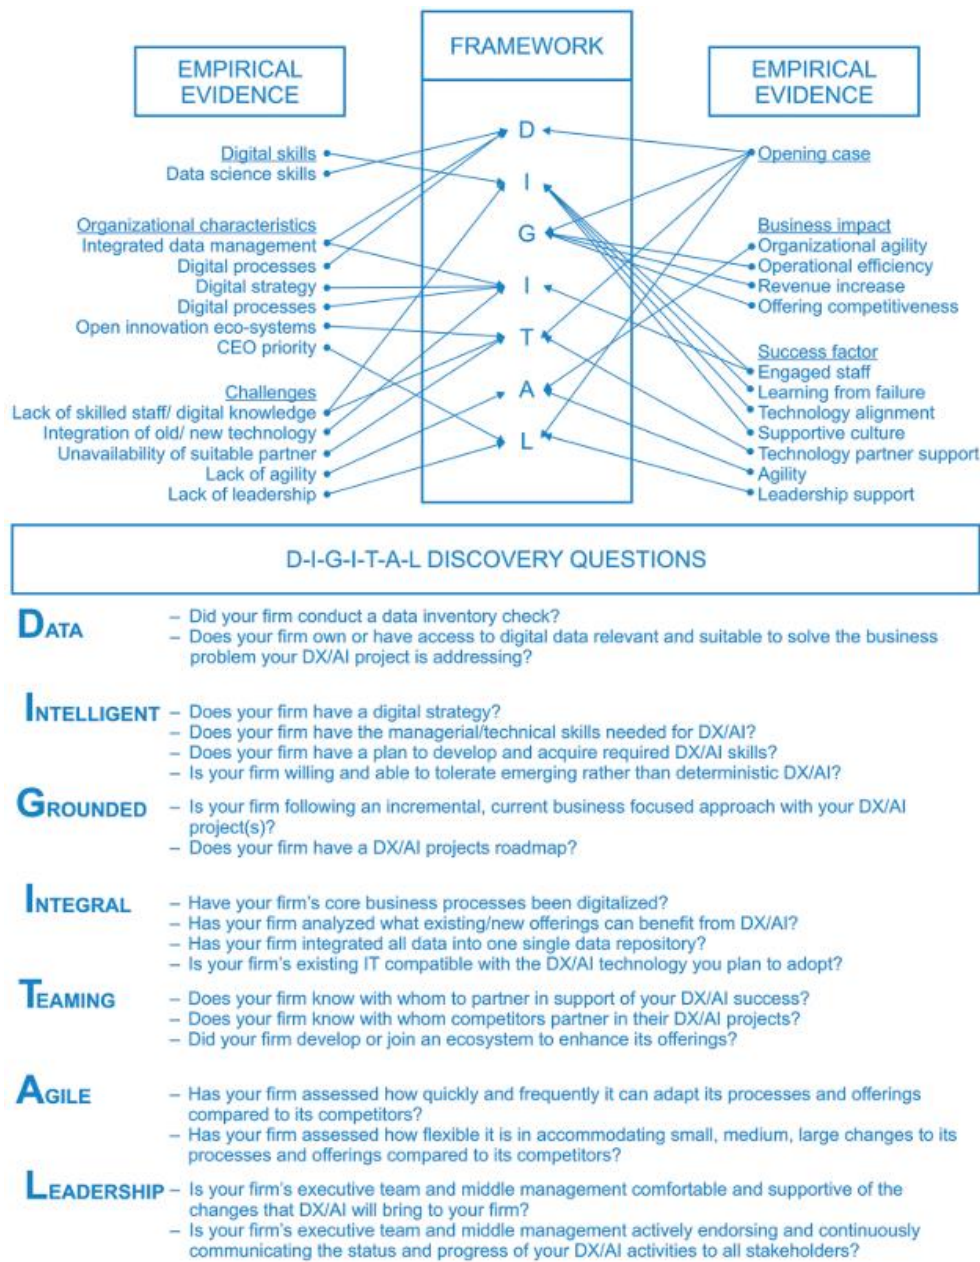 FRAMEWORK
EMPIRICAL
EVIDENCE
EMPIRICAL
EVIDENCE
D
I
G
I
T
A
L
Digital skills
Data science skills
Organizational characteristics
Integrated data management
Digital processes
Digital strategy
Digital processes
Open innovation eco-systems
CEO priority
Challenges
Lack of skilled staff/ digital knowledge
Integration of old/ new technology
Unavailability of suitable partner
Lack of agility
Lack of leadership
Opening case
Business impact
Organizational agility
Operational efficiency
Revenue increase
Offering competitiveness
Success factor
Engaged staff
Learning from failure
Technology alignment
Supportive culture
Technology partner support
Agility
Leadership support
D-I-G-I-T-A-L DISCOVERY QUESTIONS
DATA
– Did your firm conduct a data inventory check?
– Does your firm own or have access to digital data relevant and suitable to solve the business
problem your DX/AI project is addressing?
INTELLIGENT
– Does your firm have a digital strategy?
– Does your firm have the managerial/technical skills needed for DX/AI?
– Does your firm have a plan to develop and acquire required DX/AI skills?
– Is your firm willing and able to tolerate emerging rather than deterministic DX/AI?
GROUNDED
– Is your firm following an incremental, current business focused approach with your DX/AI
project(s)?
– Does your firm have a DX/AI projects roadmap?
INTEGRAL
– Have your firm's core business processes been digitalized?
– Has your firm analyzed what existing/new offerings can benefit from DX/AI?
– Has your firm integrated all data into one single data repository?
– Is your firm's existing IT compatible with the DX/AI technology you plan to adopt?
TEAMING
– Does your firm know with whom to partner in support of your DX/AI success?
– Does your firm know with whom competitors partner in their DX/AI projects?
– Did your firm develop or join an ecosystem to enhance its offerings?
AGILE
– Has your firm assessed how quickly and frequently it can adapt its processes and offerings
compared to its competitors?
– Has your firm assessed how flexible it is in accommodating small, medium, large changes to its
processes and offerings compared to its competitors?
LEADERSHIP
– Is your firm's executive team and middle management comfortable and supportive of the
changes that DX/AI will bring to your firm?
– Is your firm's executive team and middle management actively endorsing and continuously
communicating the status and progress of your DX/AI activities to all stakeholders?